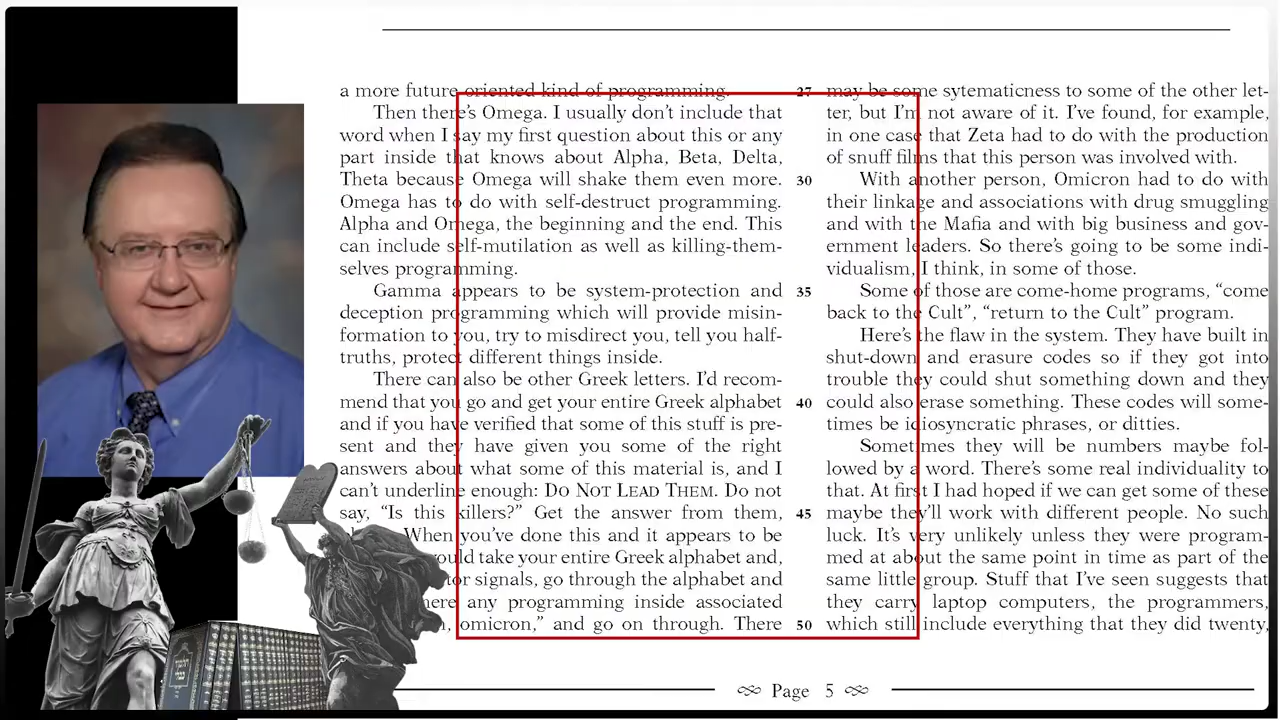 a more future oriented kind of programming.
Then there's Omega. I usually don't include that
word when I say my first question about this or any
part inside that knows about Alpha, Beta, Delta,
Theta because Omega will shake them even more.
Omega has to do with self-destruct programming.
Alpha and Omega, the beginning and the end. This
can include self-mutilation as well as killing-them-
selves programming.
Gamma appears to be system-protection and
deception programming which will provide misin-
formation to you, try to misdirect you, tell you half-
truths, protect different things inside.
There can also be other Greek letters. I'd recom-
mend that you go and get your entire Greek alphabet
and if you have verified that some of this stuff is pre-
sent and they have given you some of the right
answers about what some of this material is, and I
can't underline enough: DO NOT LEAD THEM. Do not
say, “Is this killers?” Get the answer from them,
When you've done this and it appears to be
would take your entire Greek alphabet and,
signals, go through the alphabet and
any programming inside associated
omicron,” and go on through. There
27
30
35
40
45
50
may be some sytematicness to some of the other let-
ter, but I'm not aware of it. I've found, for example,
in one case that Zeta had to do with the production
of snuff films that this person was involved with.
With another person, Omicron had to do with
their linkage and associations with drug smuggling
and with the Mafia and with big business and gov-
ernment leaders. So there's going to be some indi-
vidualism, I think, in some of those.
Some of those are come-home programs, “come
back to the Cult”, “return to the Cult” program.
Here's the flaw in the system. They have built in
shut-down and erasure codes so if they got into
trouble they could shut something down and they
could also erase something. These codes will some-
times be idiosyncratic phrases, or ditties.
Sometimes they will be numbers maybe fol-
lowed by a word. There's some real individuality to
that. At first I had hoped if we can get some of these
maybe they'll work with different people. No such
luck. It's very unlikely unless they were program-
med at about the same point in time as part of the
same little group. Stuff that I've seen suggests that
they carry laptop computers, the programmers,
which still include everything that they did twenty,
Page 5